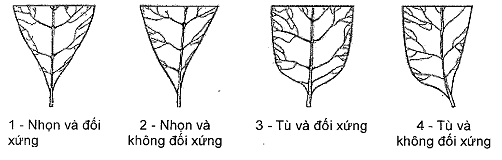 1 - Nhọn và đối
xứng
2 - Nhọn và
không đối xứng
3 - Tù và đối xứng
4 - Tù và
không đối xứng